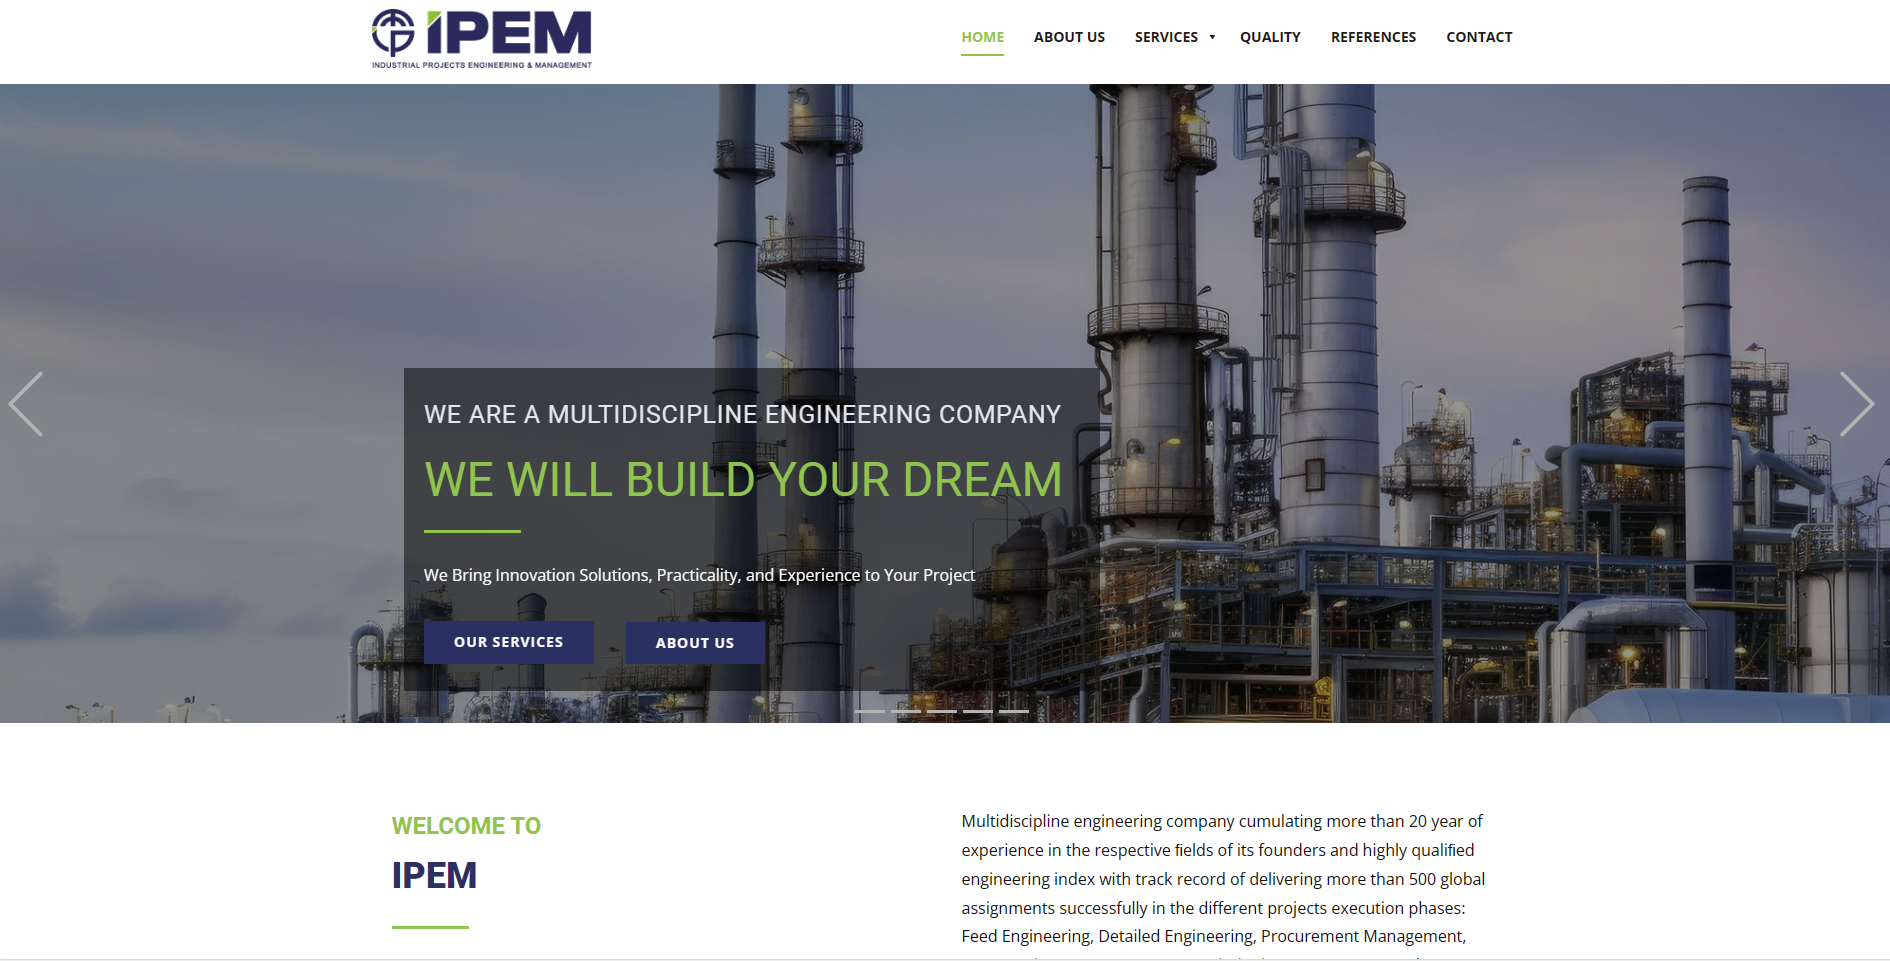 IPEM
INDUSTRIAL PROJECTS ENGINEERING & MANAGEMENT
HOME ABOUT US SERVICES QUALITY REFERENCES CONTACT
WE ARE A MULTIDISCIPLINE ENGINEERING COMPANY
WE WILL BUILD YOUR DREAM
We Bring Innovation Solutions, Practicality, and Experience to Your Project
OUR SERVICES ABOUT US
WELCOME TO
IPEM
Multidiscipline engineering company cumulating more than 20 year of
experience in the respective fields of its founders and highly qualified
engineering index with track record of delivering more than 500 global
assignments successfully in the different projects execution phases:
Feed Engineering, Detailed Engineering, Procurement Management,